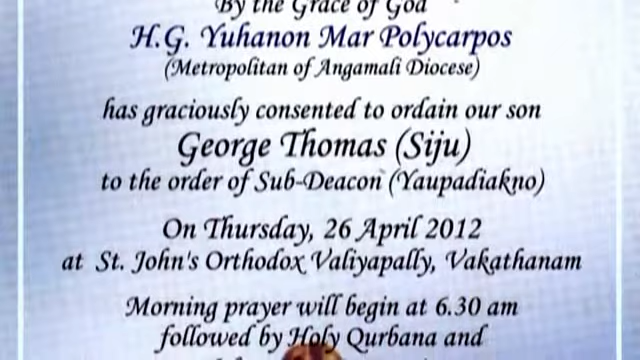 By the Grace of God
H.G. Yuhanon Mar Polycarpos
(Metropolitan of Angamali Diocese)
has graciously consented to ordain our son
George Thomas (Siju)
to the order of Sub-Deacon (Yaupadiakno)
On Thursday, 26 April 2012
at St. John's Orthodox Valiyapally, Vakathanam
Morning prayer will begin at 6.30 am
followed by Holy Qurbana and